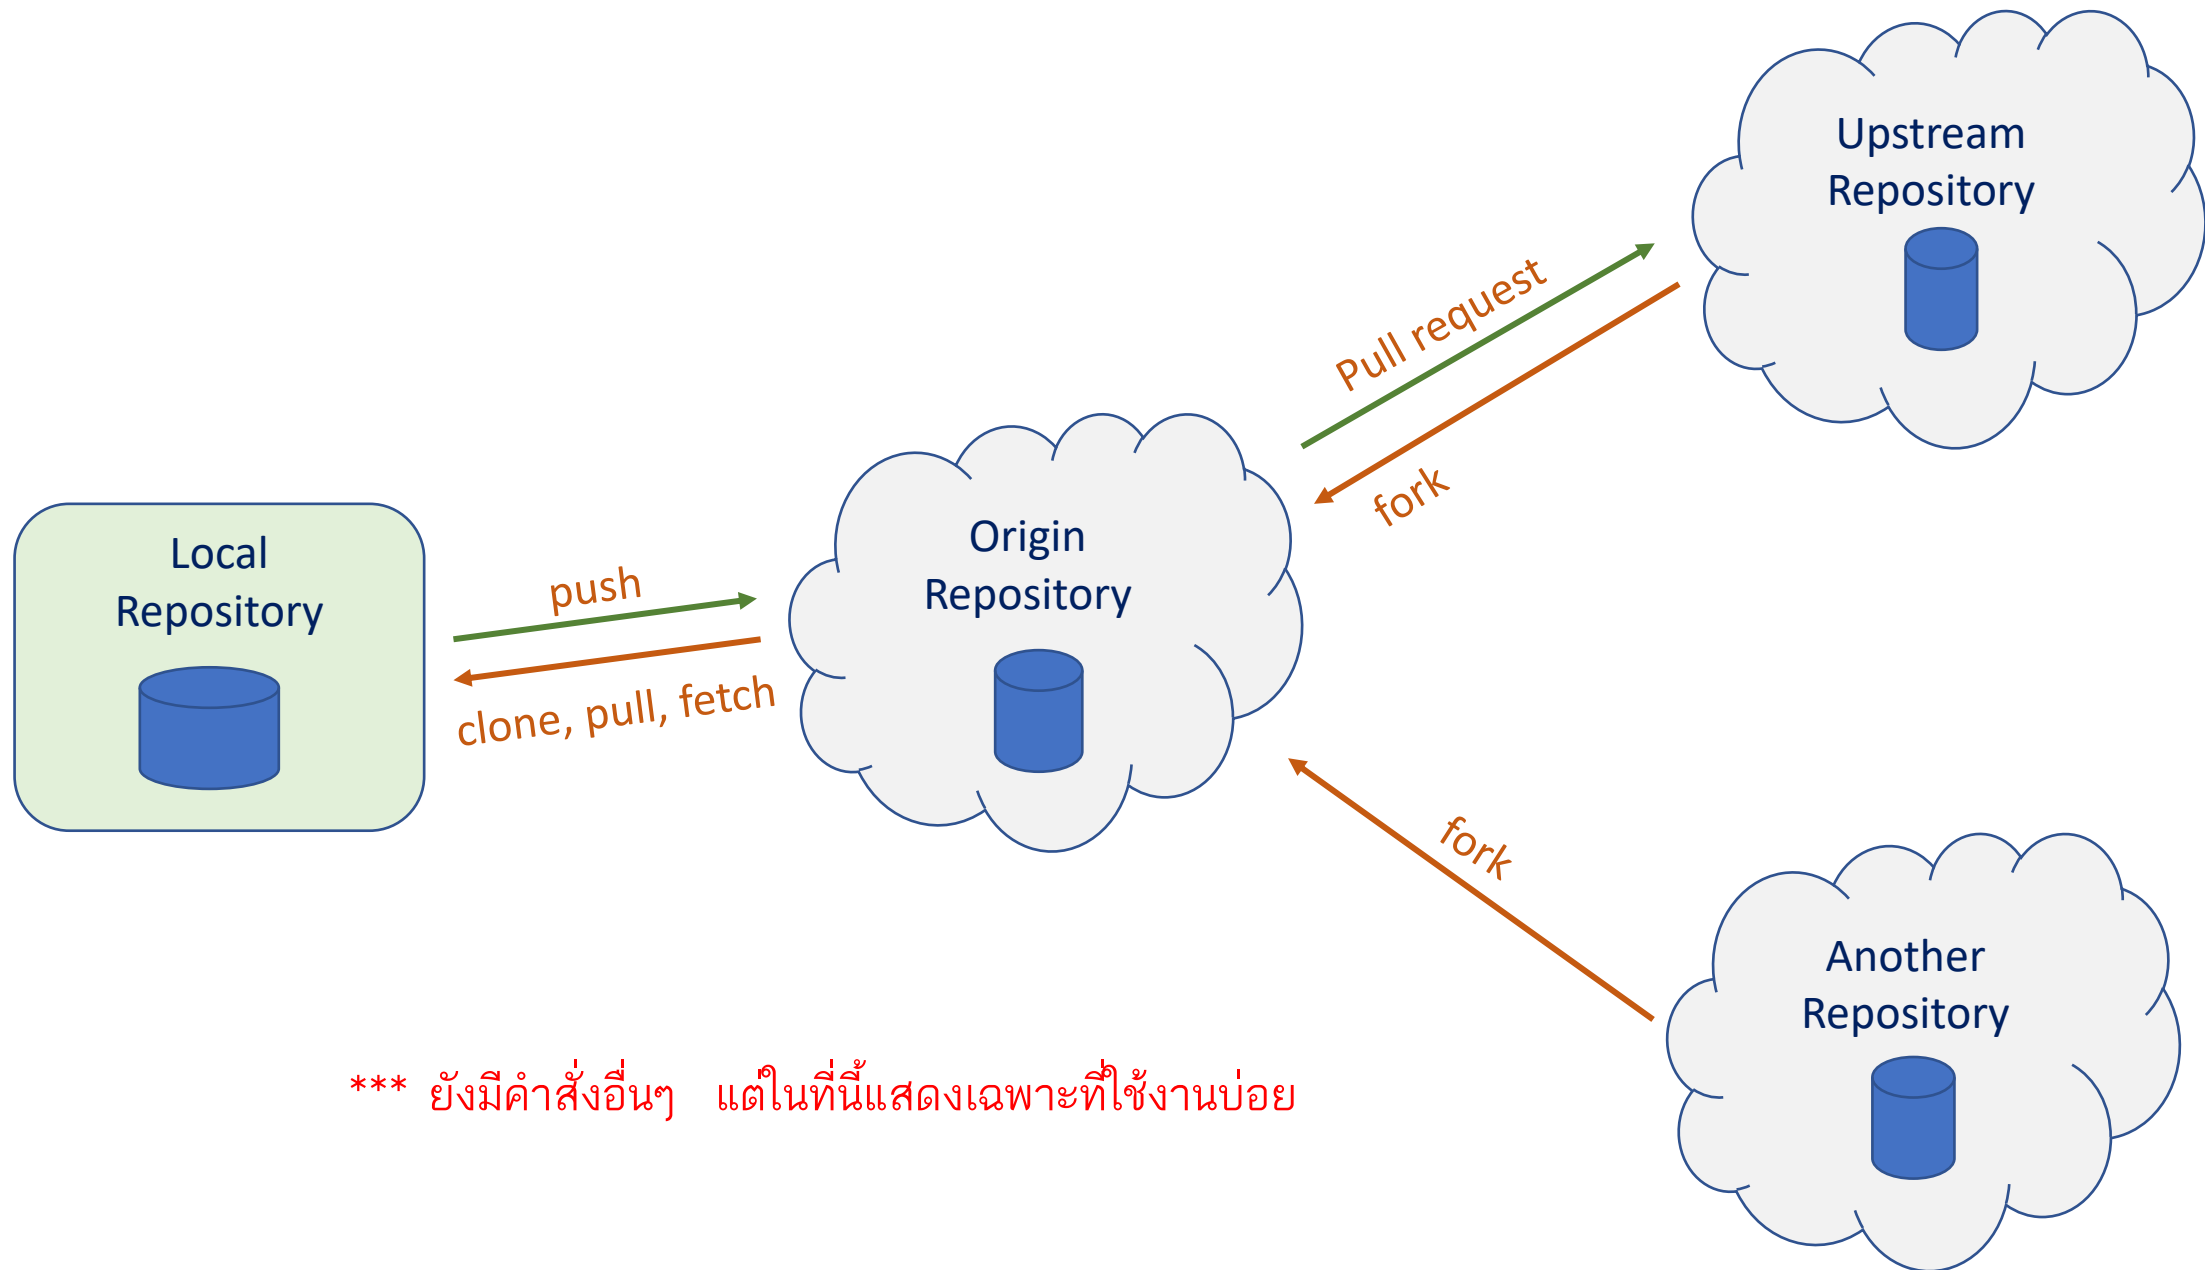 Upstream
Repository
Pull request
fork
Origin
Repository
Local
Repository
push
clone, pull, fetch
fork
Another
Repository
*** ยังมีคำสั่งอื่นๆ แต่ในที่นี้แสดงเฉพาะที่ใช้งานบ่อย